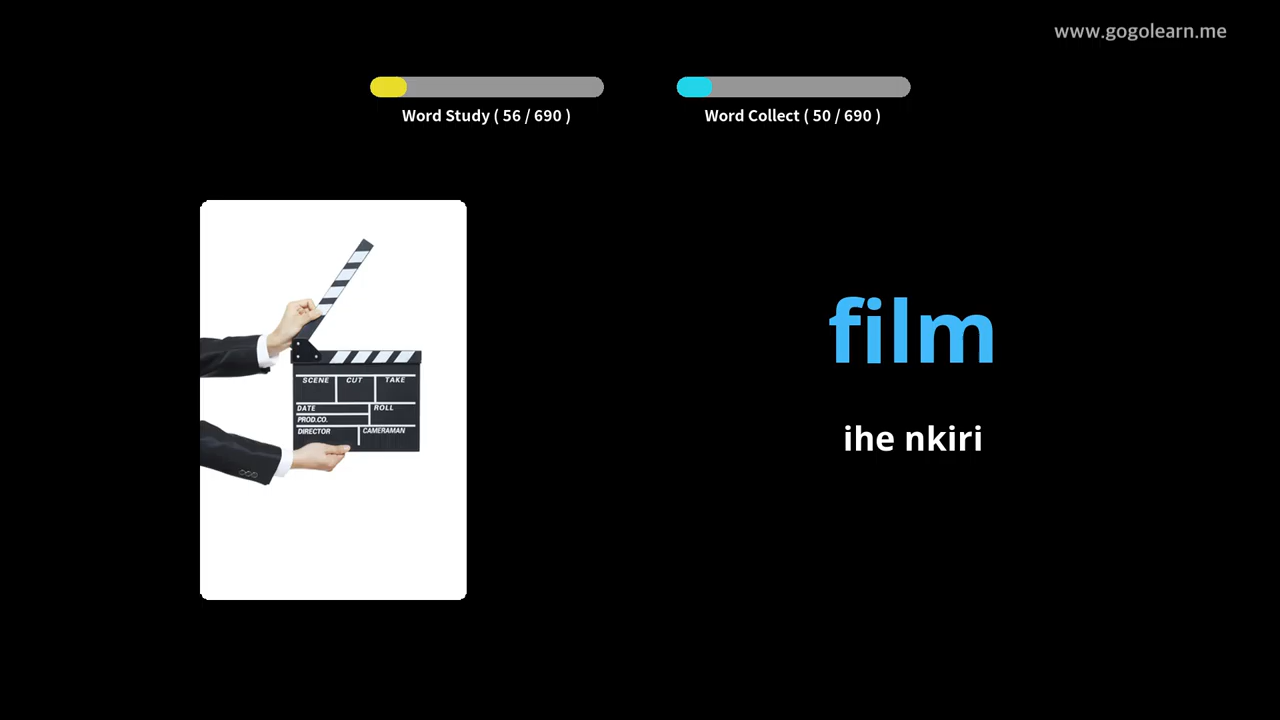 www.gogolearn.me
Word Study ( 56 / 690 )
Word Collect ( 50 / 690 )
SCENE CUT TAKE
DATE ROLL
PROD.CO.
DIRECTOR CAMERAMAN
film
ihe nkiri